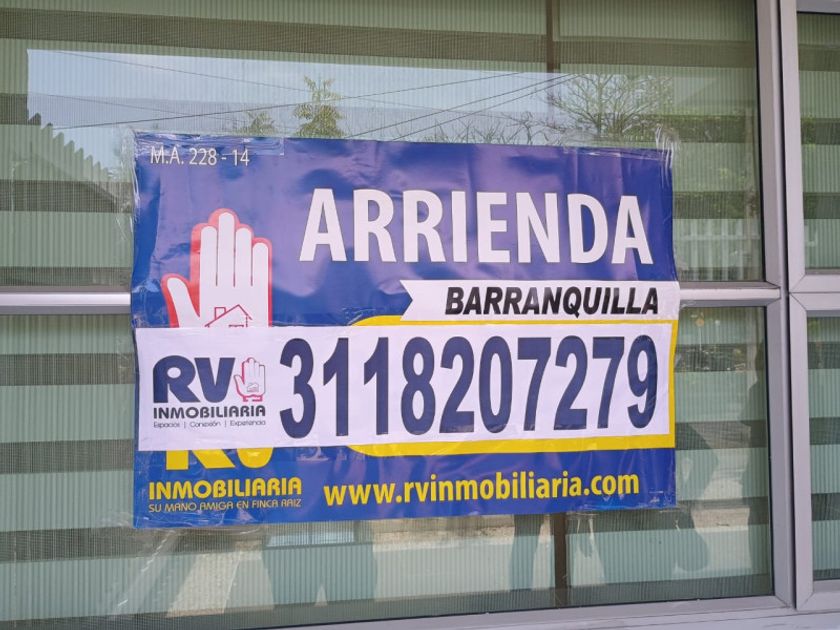 M.A. 228 - 14
ARRIENDA
BARRANQUILLA
RV
INMOBILIARIA
Espacios | Conexión | Experiencia
3118207279
RV
INMOBILIARIA
SU MANO AMIGA EN FINCA RAIZ
www.rvinmobiliaria.com